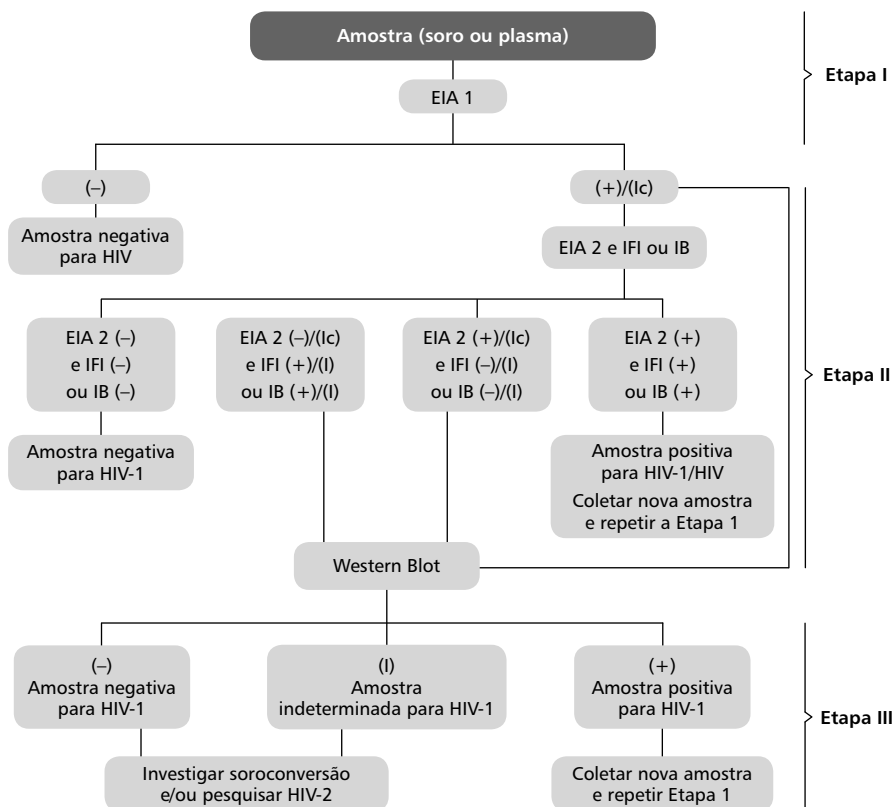 Amostra (soro ou plasma)
Etapa I
EIA 1
(–)
(+)/(Ic)
Amostra negativa
para HIV
EIA 2 e IFI ou IB
EIA 2 (–)
e IFI (–)
ou IB (–)
EIA 2 (–)/(Ic)
e IFI (+)/(I)
ou IB (+)/(I)
EIA 2 (+)/(Ic)
e IFI (–)/(I)
ou IB (–)/(I)
EIA 2 (+)
e IFI (+)
ou IB (+)
Etapa II
Amostra negativa
para HIV-1
Amostra positiva
para HIV-1/HIV
Coletar nova amostra
e repetir a Etapa 1
Western Blot
(–)
Amostra negativa
para HIV-1
(I)
Amostra
indeterminada para HIV-1
(+)
Amostra positiva
para HIV-1
Etapa III
Investigar soroconversão
e/ou pesquisar HIV-2
Coletar nova amostra
e repetir Etapa 1